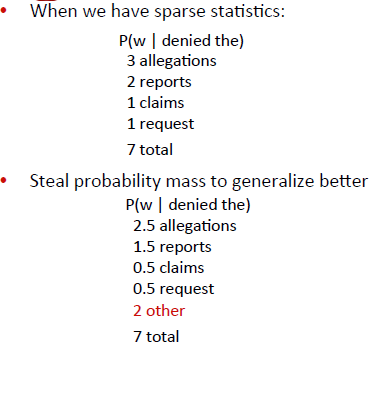 • When we have sparse statistics:
P(w | denied the)
3 allegations
2 reports
1 claims
1 request
7 total
• Steal probability mass to generalize better
P(w | denied the)
2.5 allegations
1.5 reports
0.5 claims
0.5 request
2 other
7 total